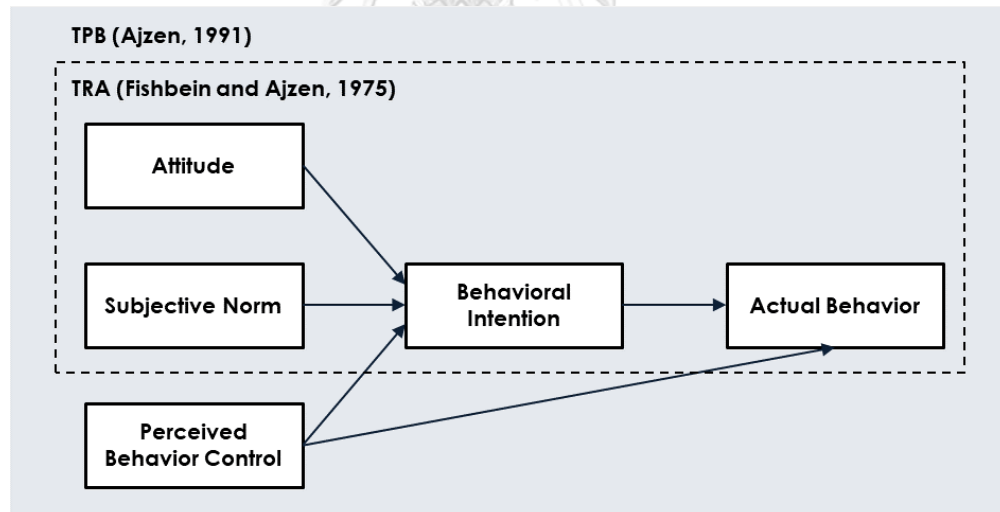 TPB (Ajzen, 1991)
TRA (Fishbein and Ajzen, 1975)
Attitude
Subjective Norm
Behavioral
Intention
Actual Behavior
Perceived
Behavior Control